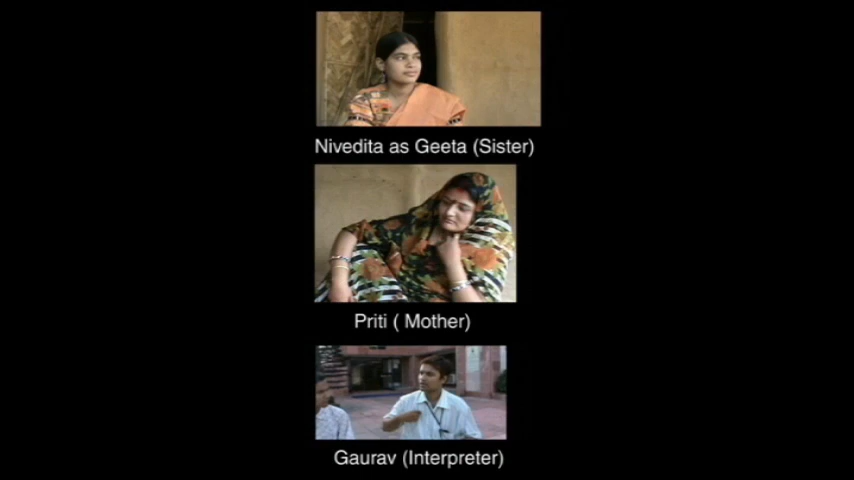 Nivedita as Geeta (Sister)
Priti ( Mother)
Gaurav (Interpreter)